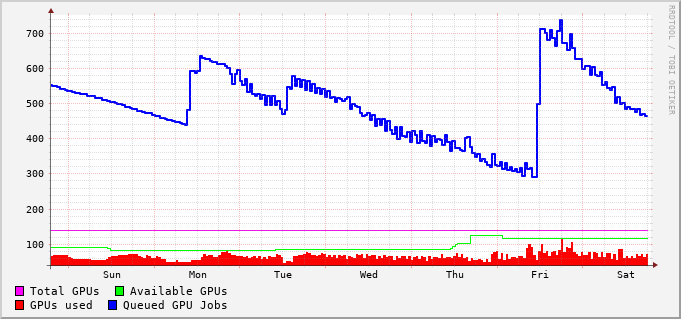 RRDTOOL / TOBI OETIKER
700
600
500
400
300
200
100
Sun Mon Tue Wed Thu Fri Sat
Total GPUs Available GPUs
GPUs used Queued GPU Jobs